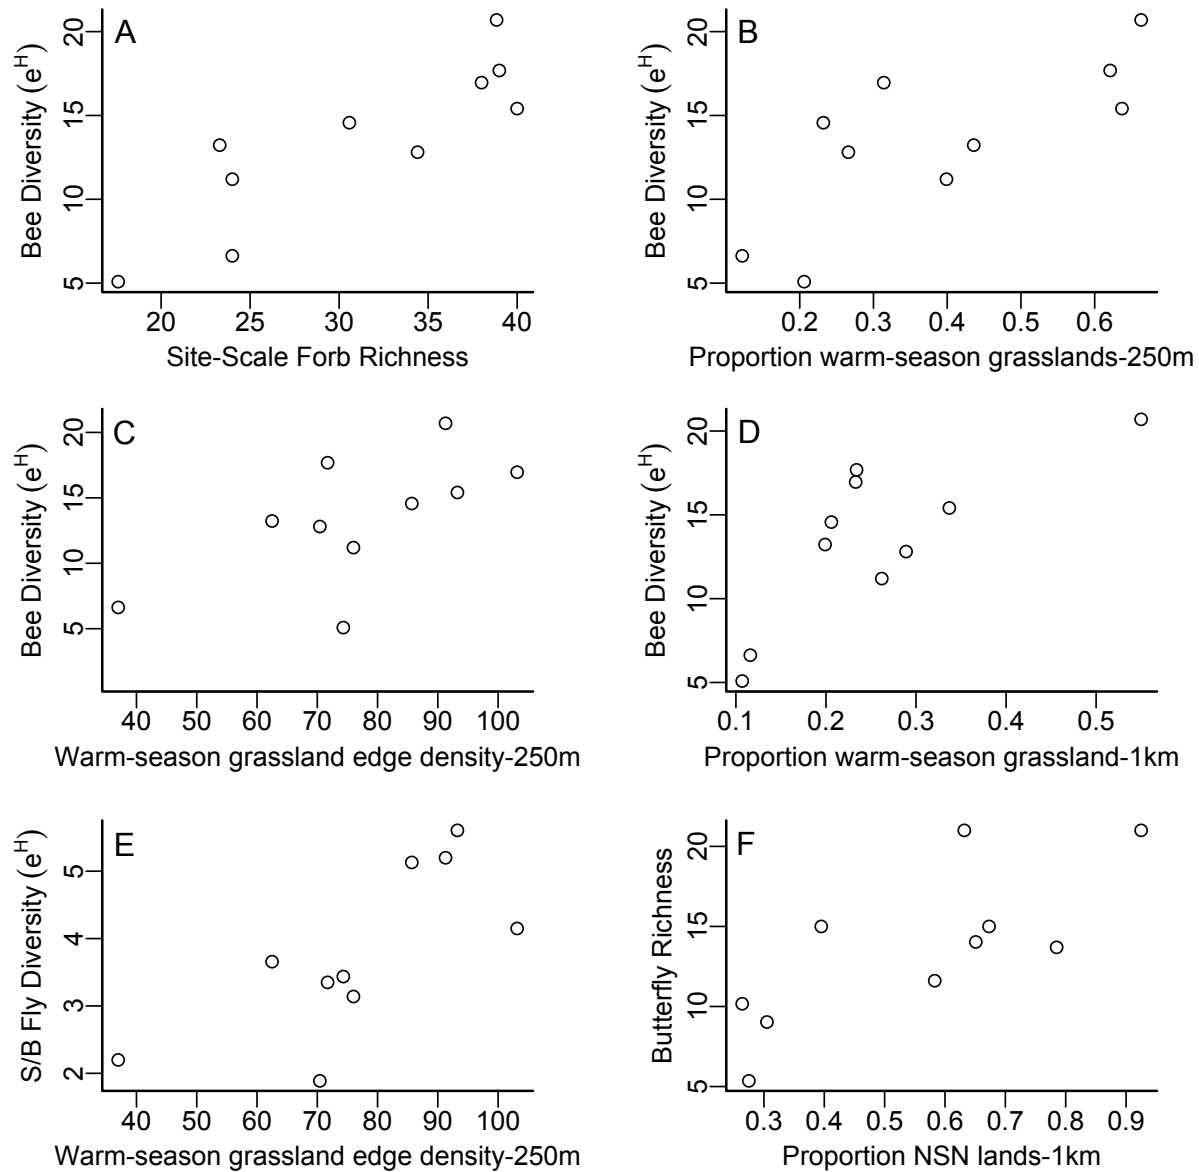 A
Bee Diversity (e^H)
5 10 15 20
20 25 30 35 40
Site-Scale Forb Richness
B
Bee Diversity (e^H)
5 10 15 20
0.2 0.3 0.4 0.5 0.6
Proportion warm-season grasslands-250m
C
Bee Diversity (e^H)
5 10 15 20
40 50 60 70 80 90 100
Warm-season grassland edge density-250m
D
Bee Diversity (e^H)
5 10 15 20
0.1 0.2 0.3 0.4 0.5
Proportion warm-season grassland-1km
E
S/B Fly Diversity (e^H)
2 3 4 5
40 50 60 70 80 90 100
Warm-season grassland edge density-250m
F
Butterfly Richness
5 10 15 20
0.3 0.4 0.5 0.6 0.7 0.8 0.9
Proportion NSN lands-1km